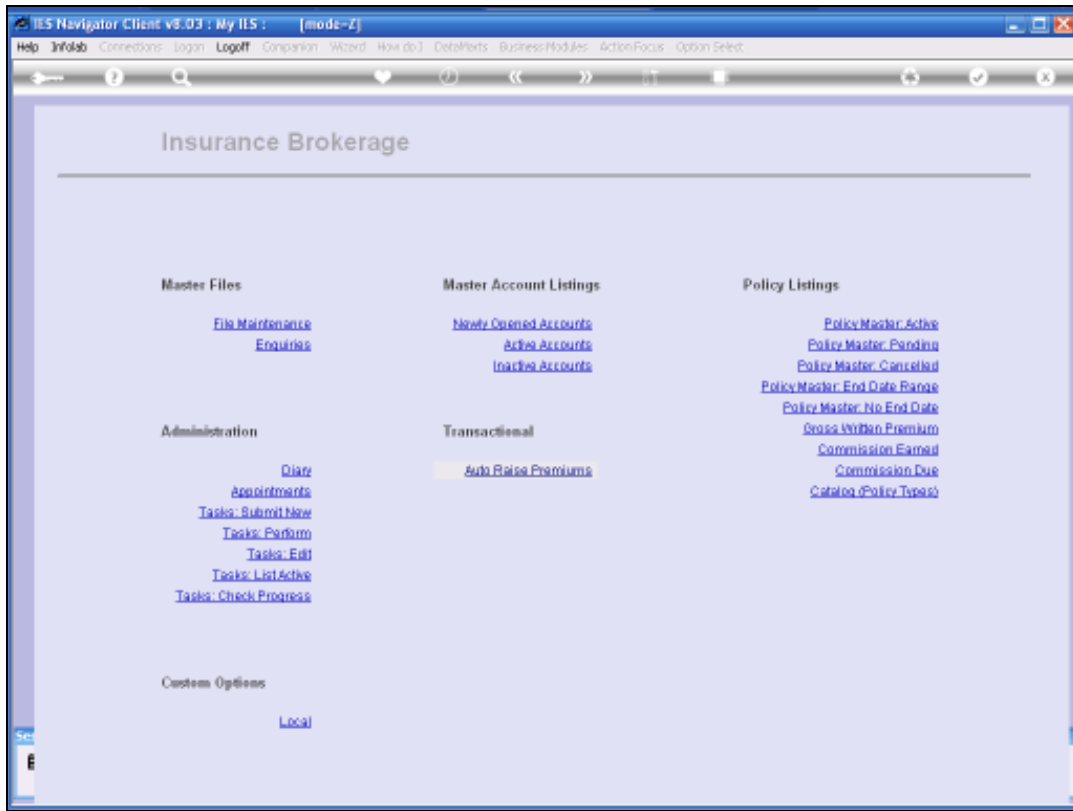 IES Navigator Client v8.03 : My IES : [mode=Z]
Help Infolab Connections Logon Logoff Companion Wizard How do I DataMarts Business Modules Action Focus Option Select
Insurance Brokerage
Master Files
File Maintenance
Enquiries
Master Account Listings
Newly Opened Accounts
Active Accounts
Inactive Accounts
Policy Listings
Policy Master: Active
Policy Master: Pending
Policy Master: Cancelled
Policy Master: End Date Range
Policy Master: No End Date
Gross Written Premium
Commission Earned
Commission Due
Catalog (Policy Types)
Administration
Diary
Appointments
Tasks: Submit New
Tasks: Perform
Tasks: Edit
Tasks: List Active
Tasks: Check Progress
Transactional
Auto Raise Premiums
Custom Options
Local